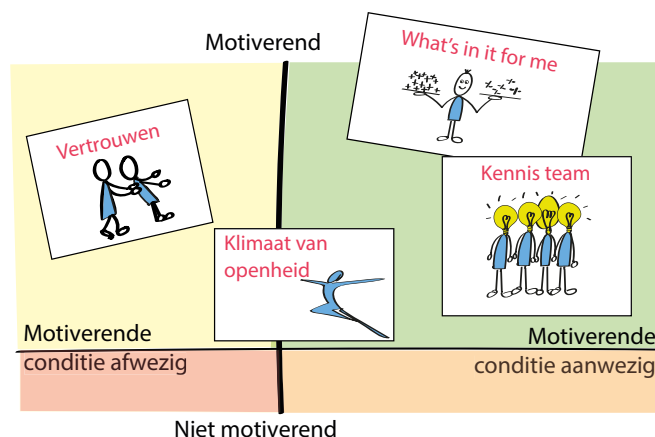 Motiverend
What's in it for me
Vertrouwen
Kennis team
Klimaat van
openheid
Motiverende
conditie afwezig
Motiverende
conditie aanwezig
Niet motiverend